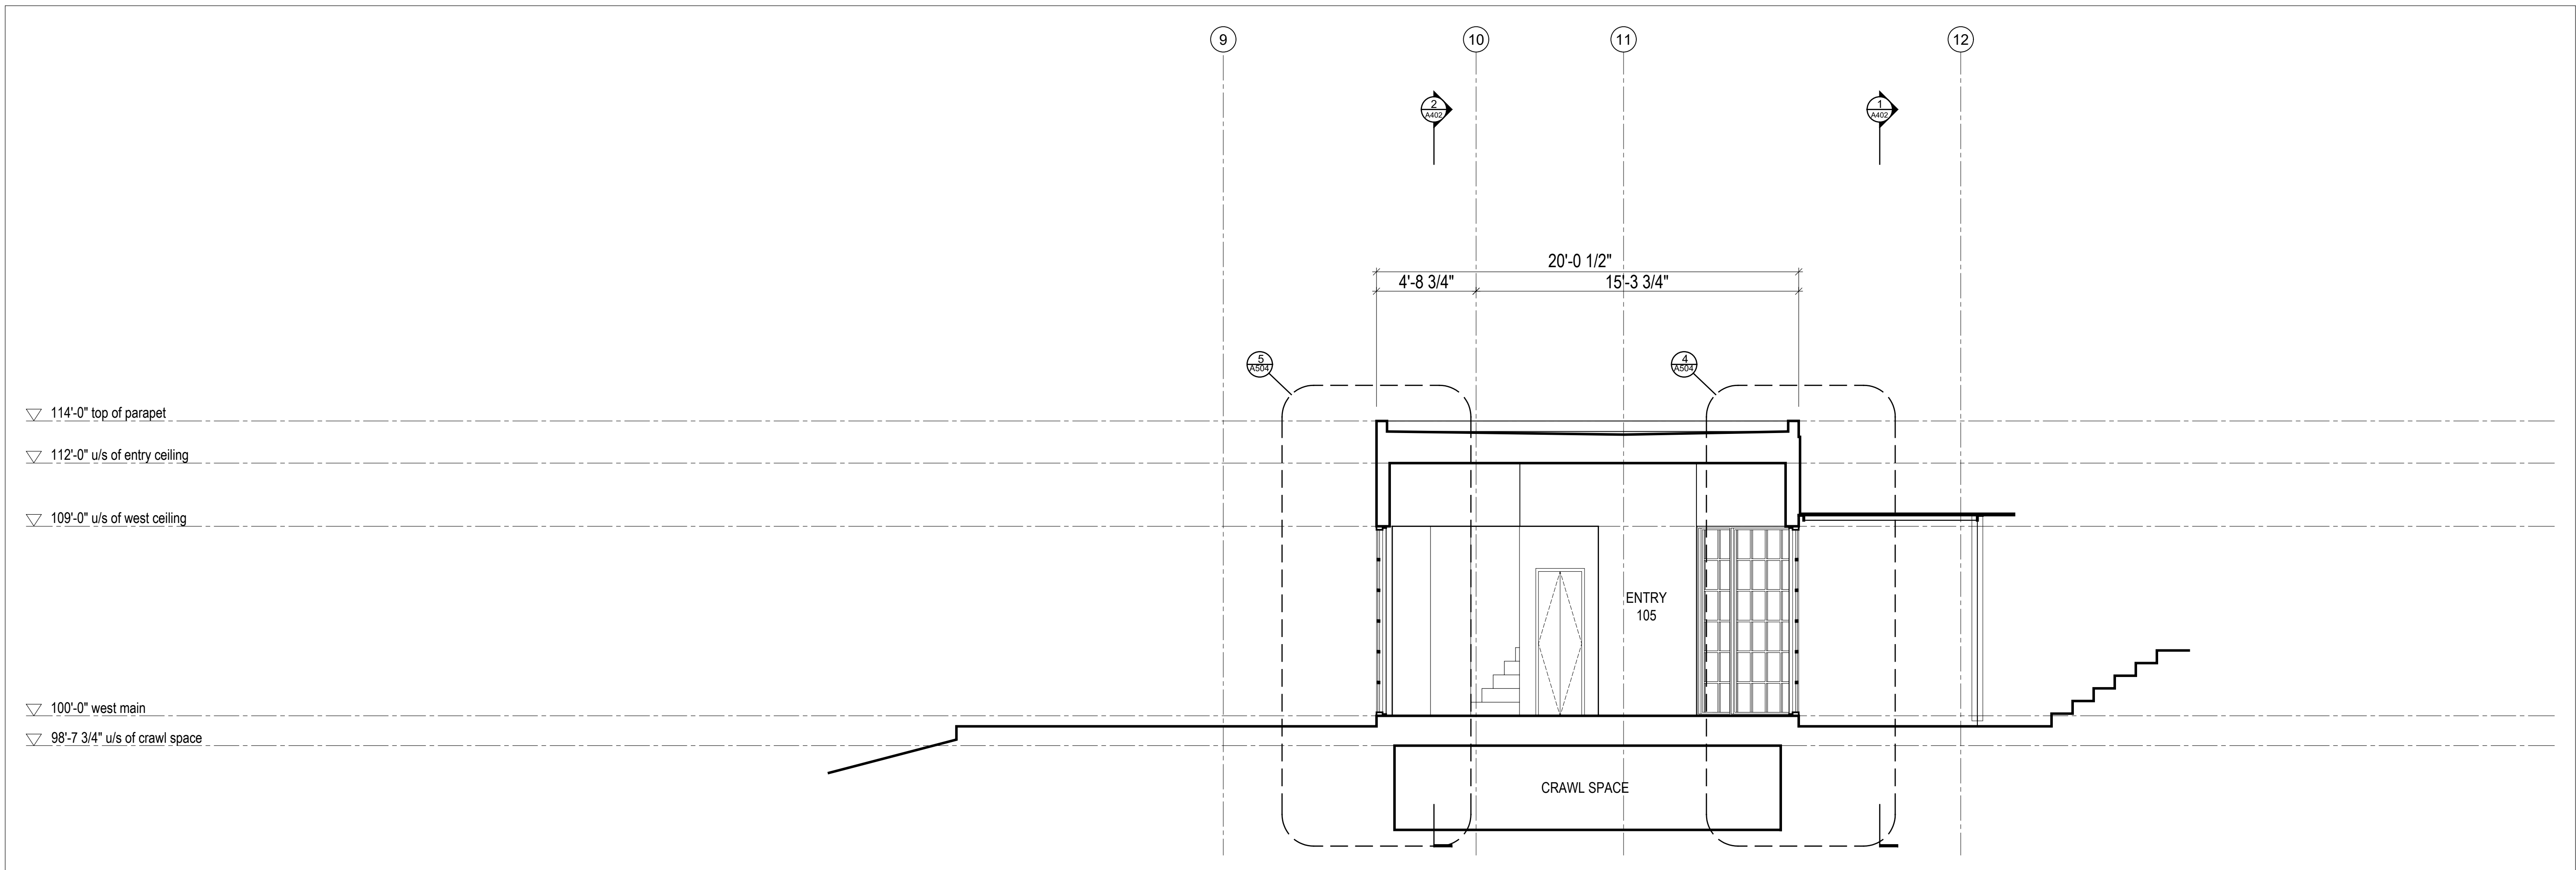 9
10
11
12
2
A402
1
A402
20'-0 1/2"
4'-8 3/4"
15'-3 3/4"
5
A504
4
A504
114'-0" top of parapet
112'-0" u/s of entry ceiling
109'-0" u/s of west ceiling
ENTRY
105
100'-0" west main
98'-7 3/4" u/s of crawl space
CRAWL SPACE